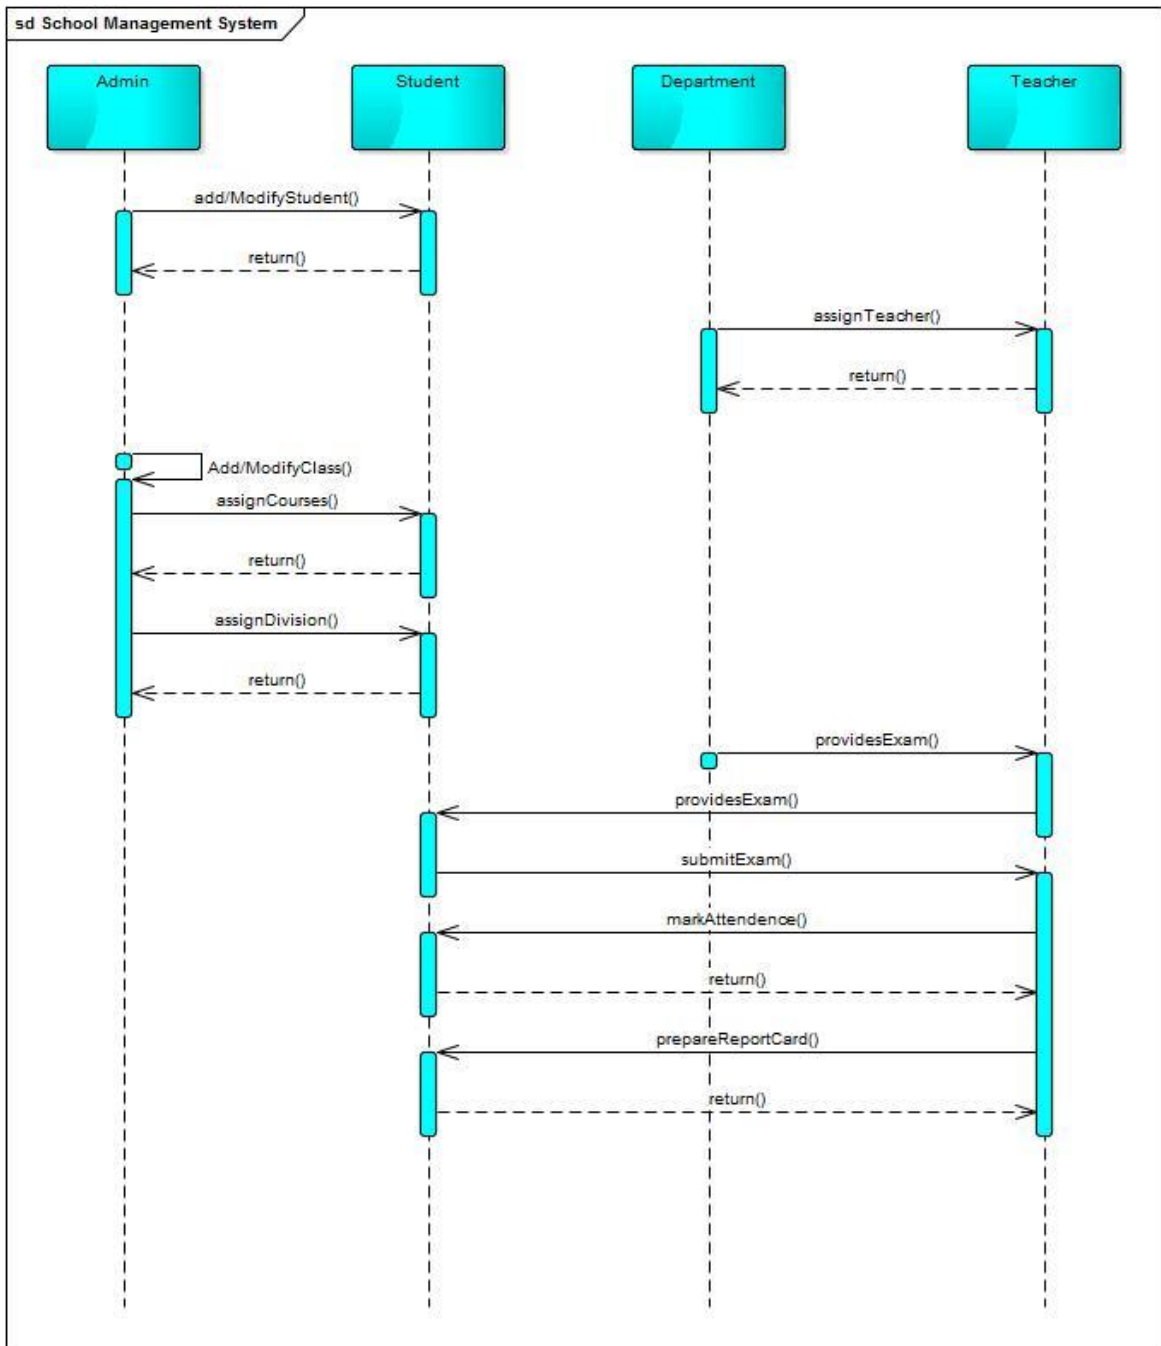 sd School Management System
Admin
Student
Department
Teacher
add/ModifyStudent()
return()
assignTeacher()
return()
Add/ModifyClass()
assignCourses()
return()
assignDivision()
return()
providesExam()
providesExam()
submitExam()
markAttendence()
return()
prepareReportCard()
return()